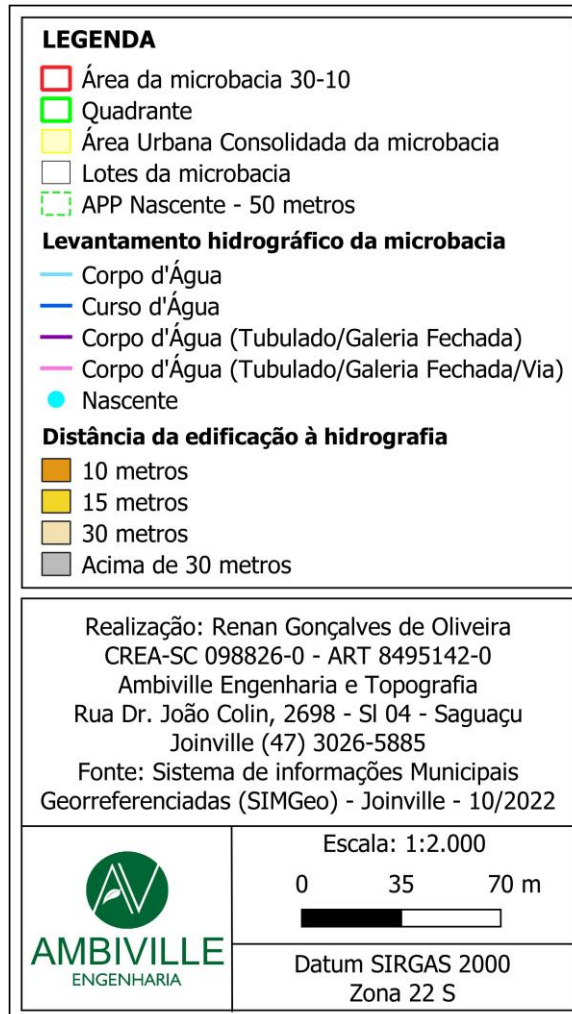 LEGENDA
Área da microbacia 30-10
Quadrante
Área Urbana Consolidada da microbacia
Lotes da microbacia
APP Nascente - 50 metros
Levantamento hidrográfico da microbacia
Corpo d'Água
Curso d'Água
Corpo d'Água (Tubulado/Galeria Fechada)
Corpo d'Água (Tubulado/Galeria Fechada/Via)
Nascente
Distância da edificação à hidrografia
10 metros
15 metros
30 metros
Acima de 30 metros
Realização: Renan Gonçalves de Oliveira
CREA-SC 098826-0 - ART 8495142-0
Ambiville Engenharia e Topografia
Rua Dr. João Colin, 2698 - Sl 04 - Saguaçu
Joinville (47) 3026-5885
Fonte: Sistema de informações Municipais
Georreferenciadas (SIMGeo) - Joinville - 10/2022
AMBIVILLE
ENGENHARIA
Escala: 1:2.000
0 35 70 m
Datum SIRGAS 2000
Zona 22 S